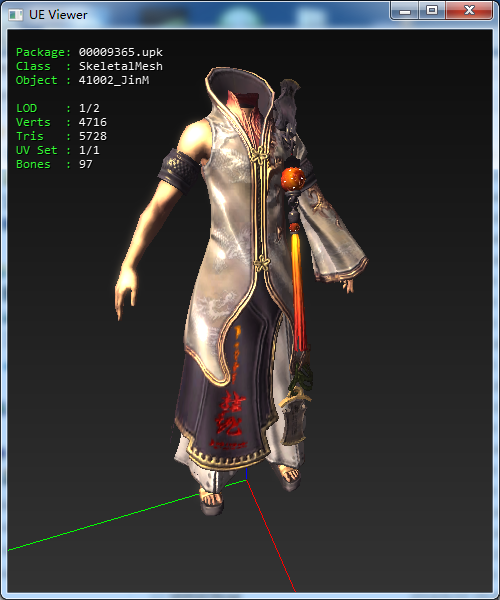 UE Viewer
Package: 00009365.upk
Class : SkeletalMesh
Object : 41002_JinM
LOD : 1/2
Verts : 4716
Tris : 5728
UV Set : 1/1
Bones : 97